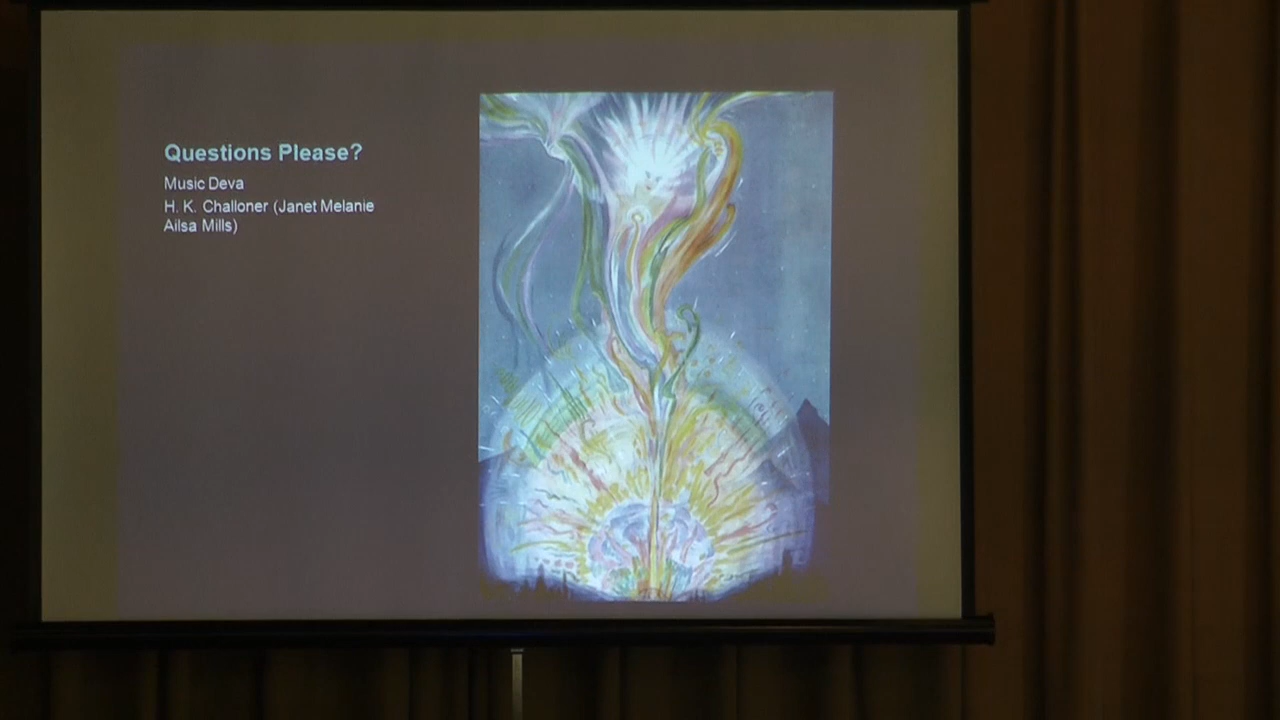 Questions Please?
Music Deva
H. K. Challoner (Janet Melanie
Ailsa Mills)